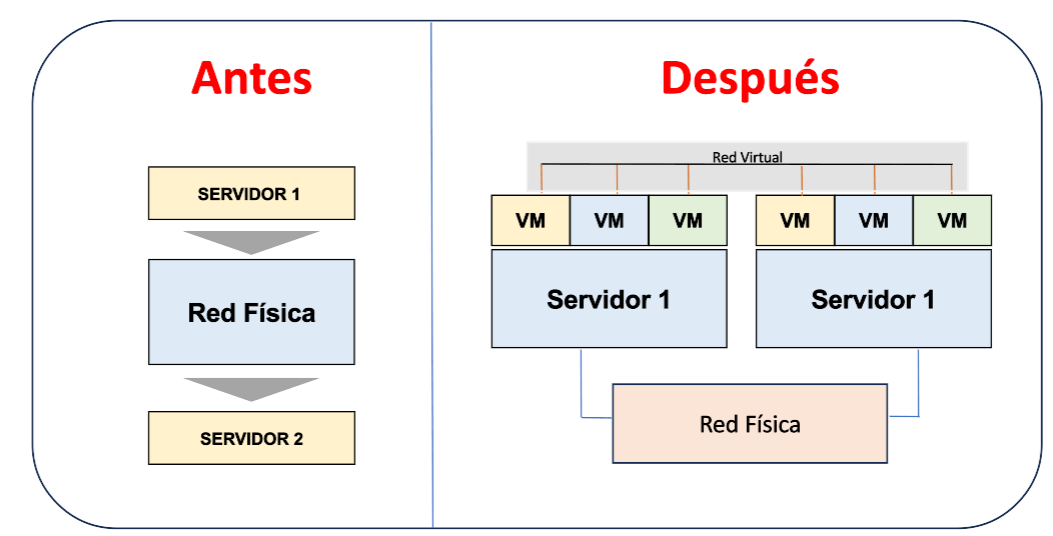 Antes
SERVIDOR 1
Red Física
SERVIDOR 2
Después
Red Virtual
VM VM VM VM VM VM
Servidor 1 Servidor 1
Red Física